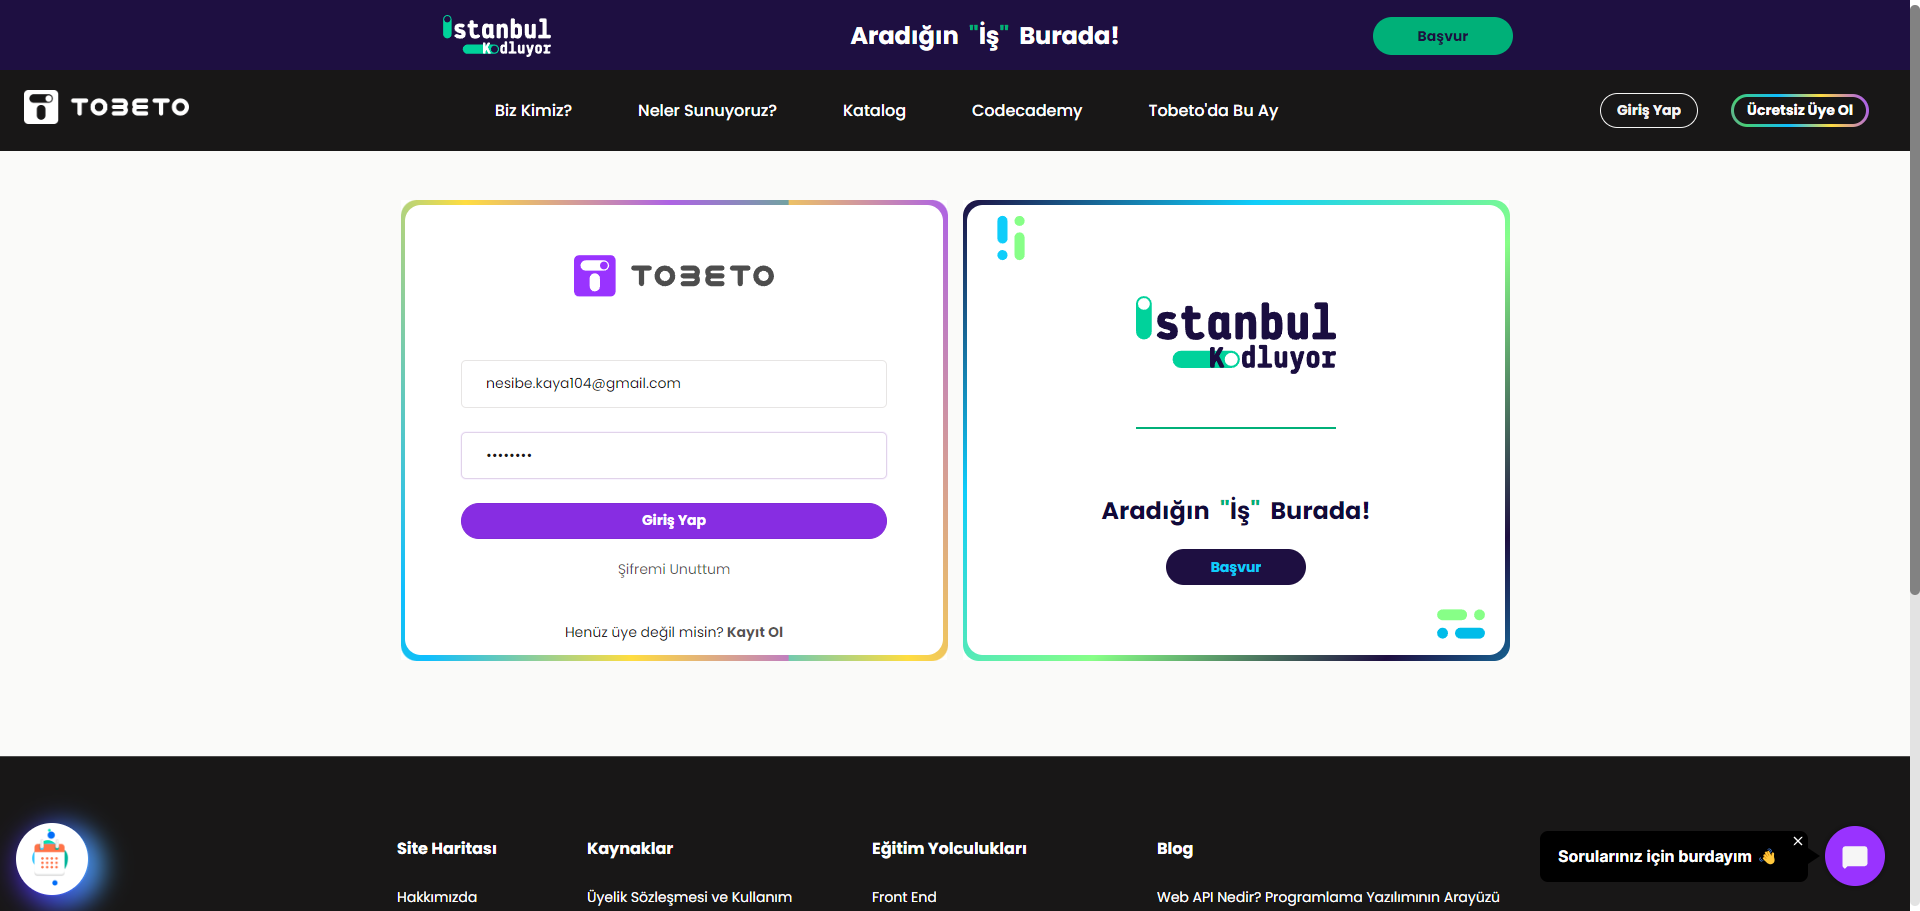 istanbul
Kodluyor
Aradığın "İş" Burada!
Başvur
TOBETO
Biz Kimiz?
Neler Sunuyoruz?
Katalog
Codecademy
Tobeto'da Bu Ay
Giriş Yap
Ücretsiz Üye Ol
TOBETO
nesibe.kaya104@gmail.com
••••••••
Giriş Yap
Şifremi Unuttum
Henüz üye değil misin? Kayıt Ol
istanbul
Kodluyor
Aradığın "İş" Burada!
Başvur
Site Haritası
Hakkımızda
Kaynaklar
Üyelik Sözleşmesi ve Kullanım
Eğitim Yolculukları
Front End
Blog
Web API Nedir? Programlama Yazılımının Arayüzü
Sorularınız için burdayım 👋